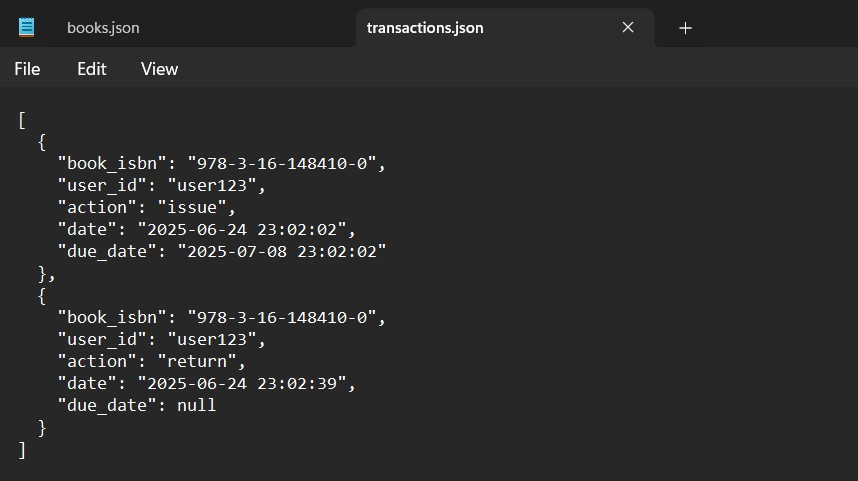 books.json
transactions.json
File Edit View
[
  {
    "book_isbn": "978-3-16-148410-0",
    "user_id": "user123",
    "action": "issue",
    "date": "2025-06-24 23:02:02",
    "due_date": "2025-07-08 23:02:02"
  },
  {
    "book_isbn": "978-3-16-148410-0",
    "user_id": "user123",
    "action": "return",
    "date": "2025-06-24 23:02:39",
    "due_date": null
  }
]